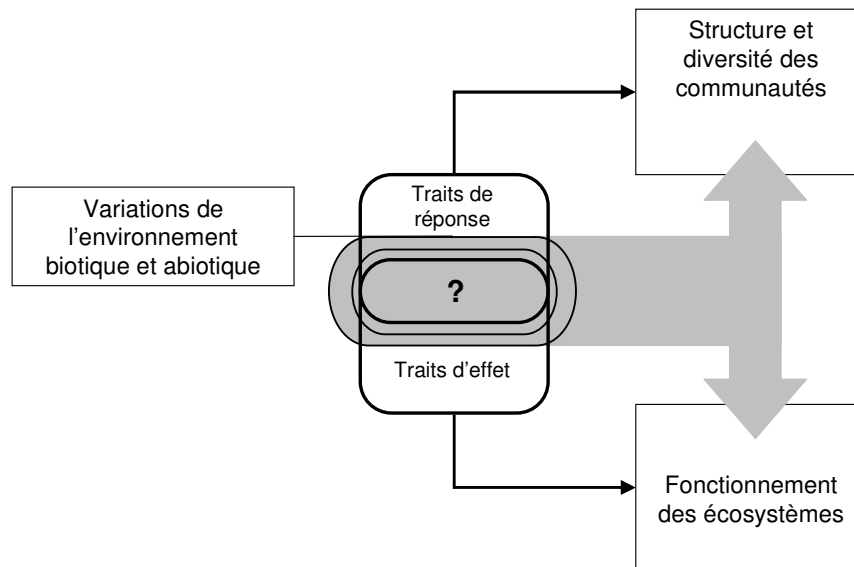 Structure et
diversité des
communautés
Variations de
l'environnement
biotique et abiotique
Traits de
réponse
?
Traits d'effet
Fonctionnement
des écosystèmes